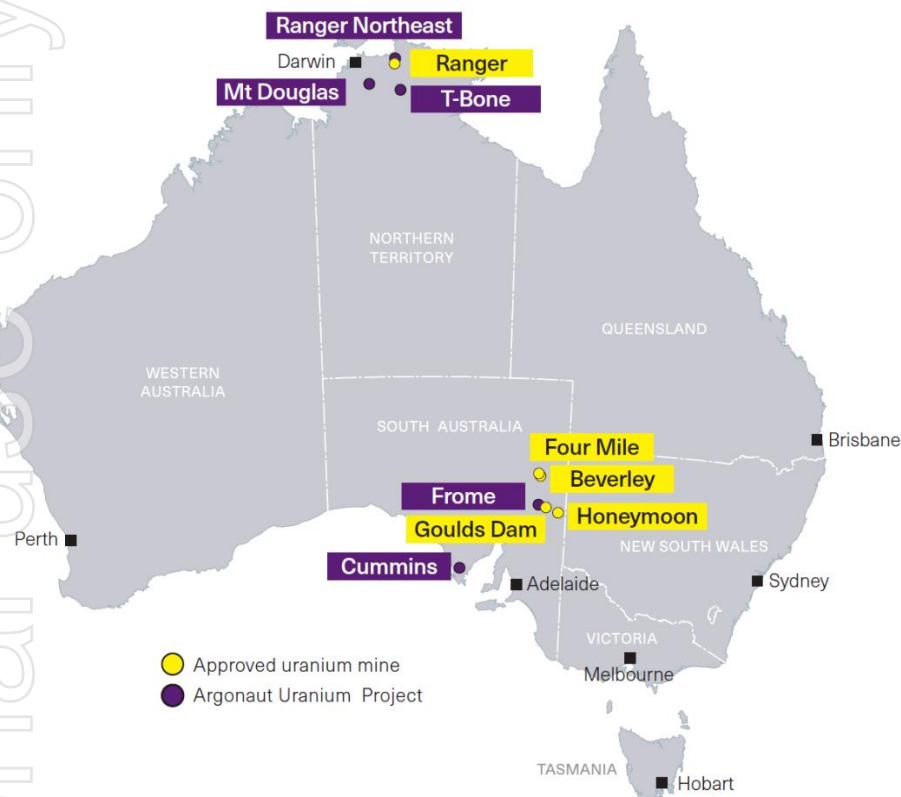 Ranger Northeast
Darwin
Ranger
Mt Douglas
T-Bone
NORTHERN
TERRITORY
QUEENSLAND
WESTERN
AUSTRALIA
SOUTH AUSTRALIA
Brisbane
Four Mile
Beverley
Frome
Goulds Dam
Honeymoon
NEW SOUTH WALES
Perth
Cummins
Adelaide
Sydney
VICTORIA
Melbourne
Approved uranium mine
Argonaut Uranium Project
TASMANIA
Hobart